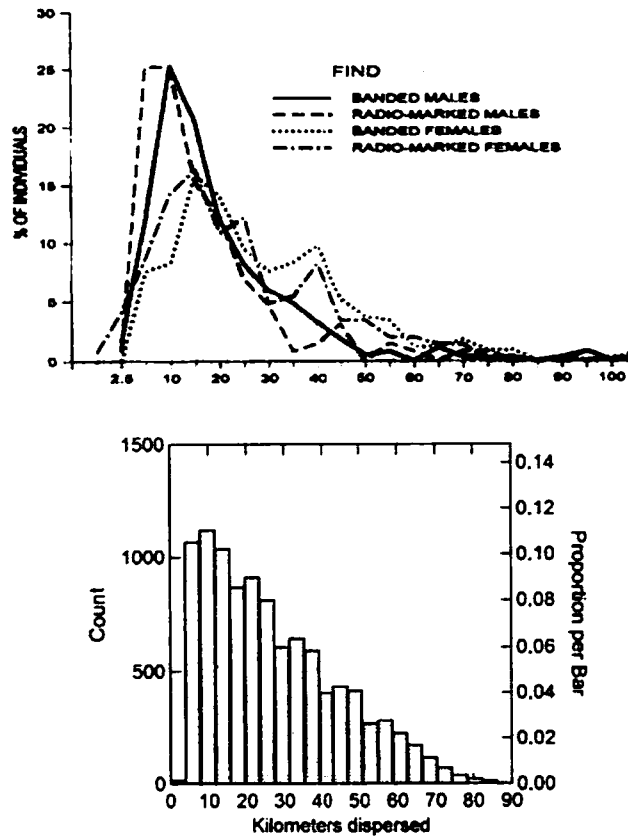 30
25
20
15
10
5
0
% OF INDIVIDUALS
FIND
BANDED MALES
RADIO-MARKED MALES
BANDED FEMALES
RADIO-MARKED FEMALES
2.5 10 20 30 40 50 60 70 80 90 100
1500
1000
500
0
Count
0.14
0.12
0.10
0.08
0.06
0.04
0.02
0.00
Proportion per Bar
0 10 20 30 40 50 60 70 80 90
Kilometers dispersed